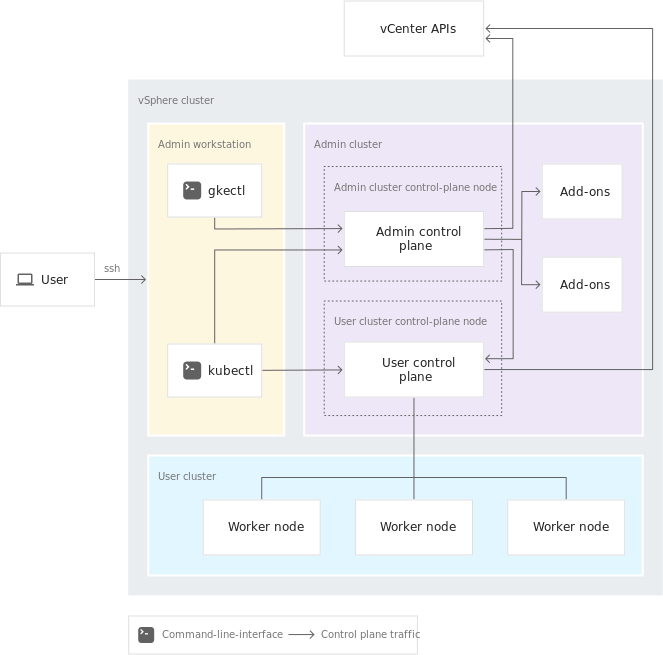 vCenter APIs
vSphere cluster
Admin workstation
Admin cluster
gkectl
Admin cluster control-plane node
Add-ons
Admin control
plane
ssh
User
Add-ons
User cluster control-plane node
kubectl
User control
plane
User cluster
Worker node
Worker node
Worker node
Command-line-interface
Control plane traffic